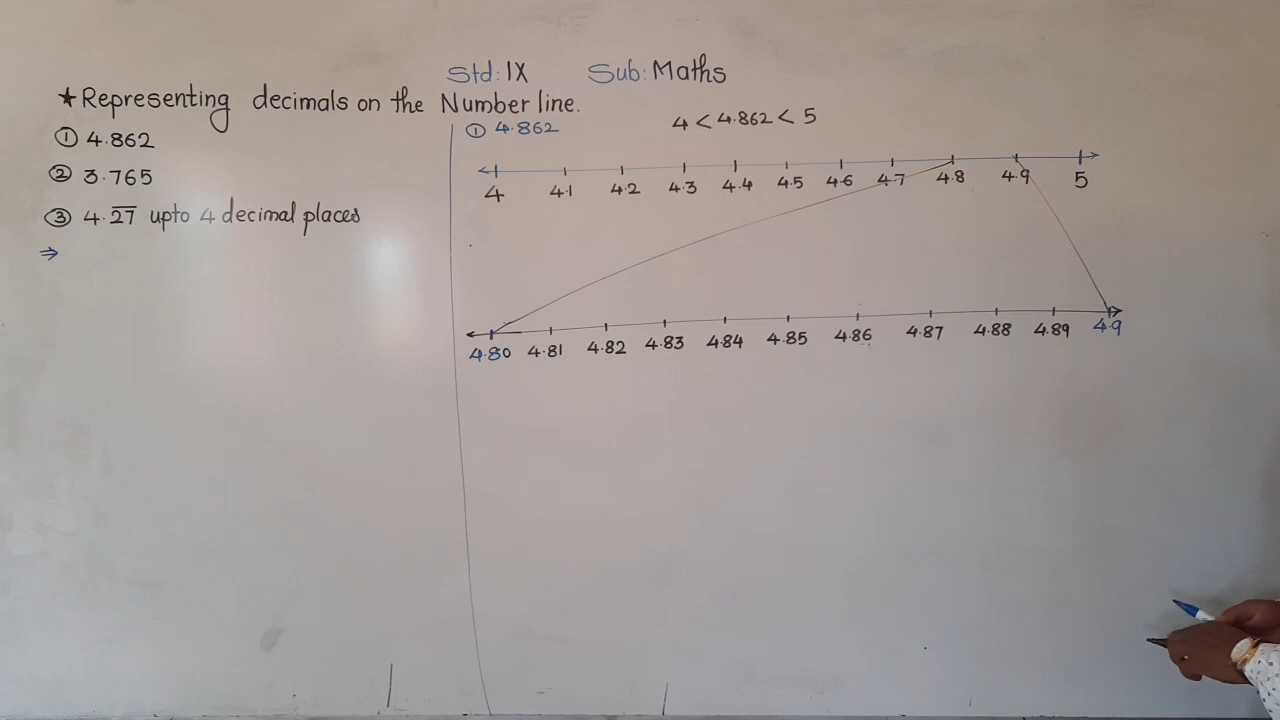 Std: IX Sub: Maths
★ Representing decimals on the Number line.
① 4.862
② 3.765
③ 4.2̅7̅ upto 4 decimal places
⇒
① 4.862 4 < 4.862 < 5
4 4.1 4.2 4.3 4.4 4.5 4.6 4.7 4.8 4.9 5
4.80 4.81 4.82 4.83 4.84 4.85 4.86 4.87 4.88 4.89 4.9